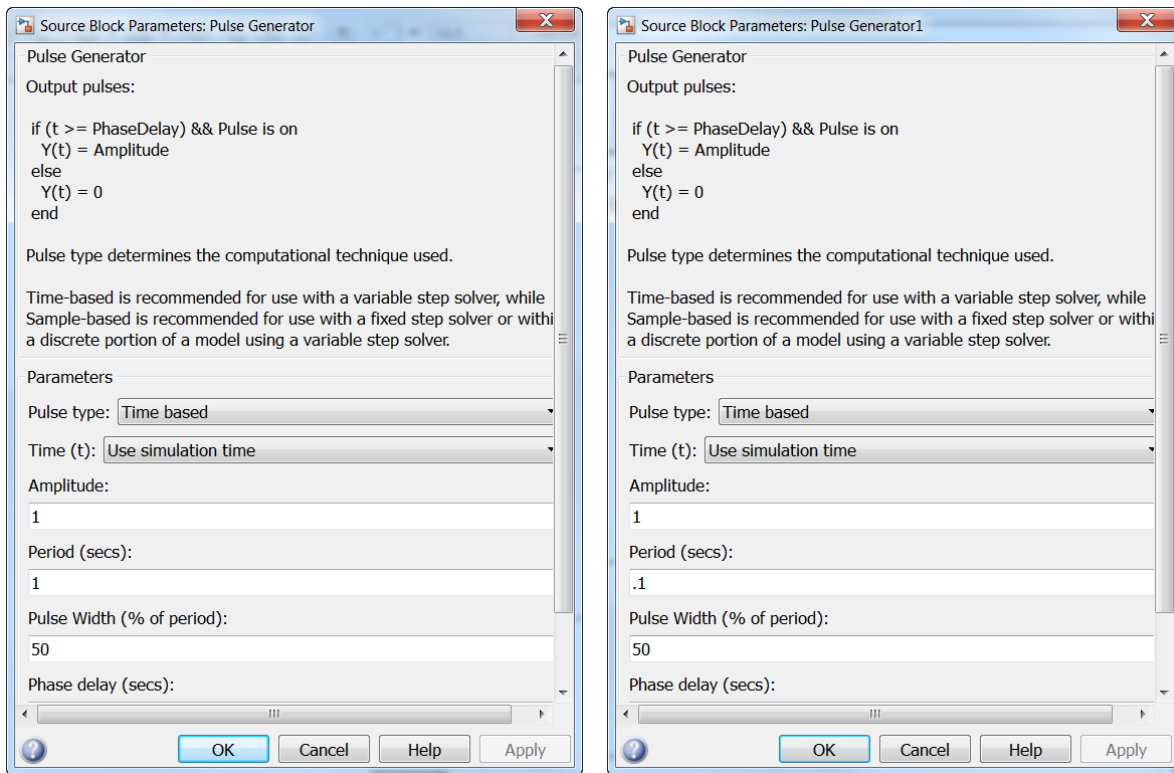 Source Block Parameters: Pulse Generator
Pulse Generator
Output pulses:
if (t >= PhaseDelay) && Pulse is on
Y(t) = Amplitude
else
Y(t) = 0
end
Pulse type determines the computational technique used.
Time-based is recommended for use with a variable step solver, while
Sample-based is recommended for use with a fixed step solver or withi
a discrete portion of a model using a variable step solver.
Parameters
Pulse type: Time based
Time (t): Use simulation time
Amplitude:
1
Period (secs):
1
Pulse Width (% of period):
50
Phase delay (secs):
OK Cancel Help Apply
Source Block Parameters: Pulse Generator1
Pulse Generator
Output pulses:
if (t >= PhaseDelay) && Pulse is on
Y(t) = Amplitude
else
Y(t) = 0
end
Pulse type determines the computational technique used.
Time-based is recommended for use with a variable step solver, while
Sample-based is recommended for use with a fixed step solver or withi
a discrete portion of a model using a variable step solver.
Parameters
Pulse type: Time based
Time (t): Use simulation time
Amplitude:
1
Period (secs):
.1
Pulse Width (% of period):
50
Phase delay (secs):
OK Cancel Help Apply